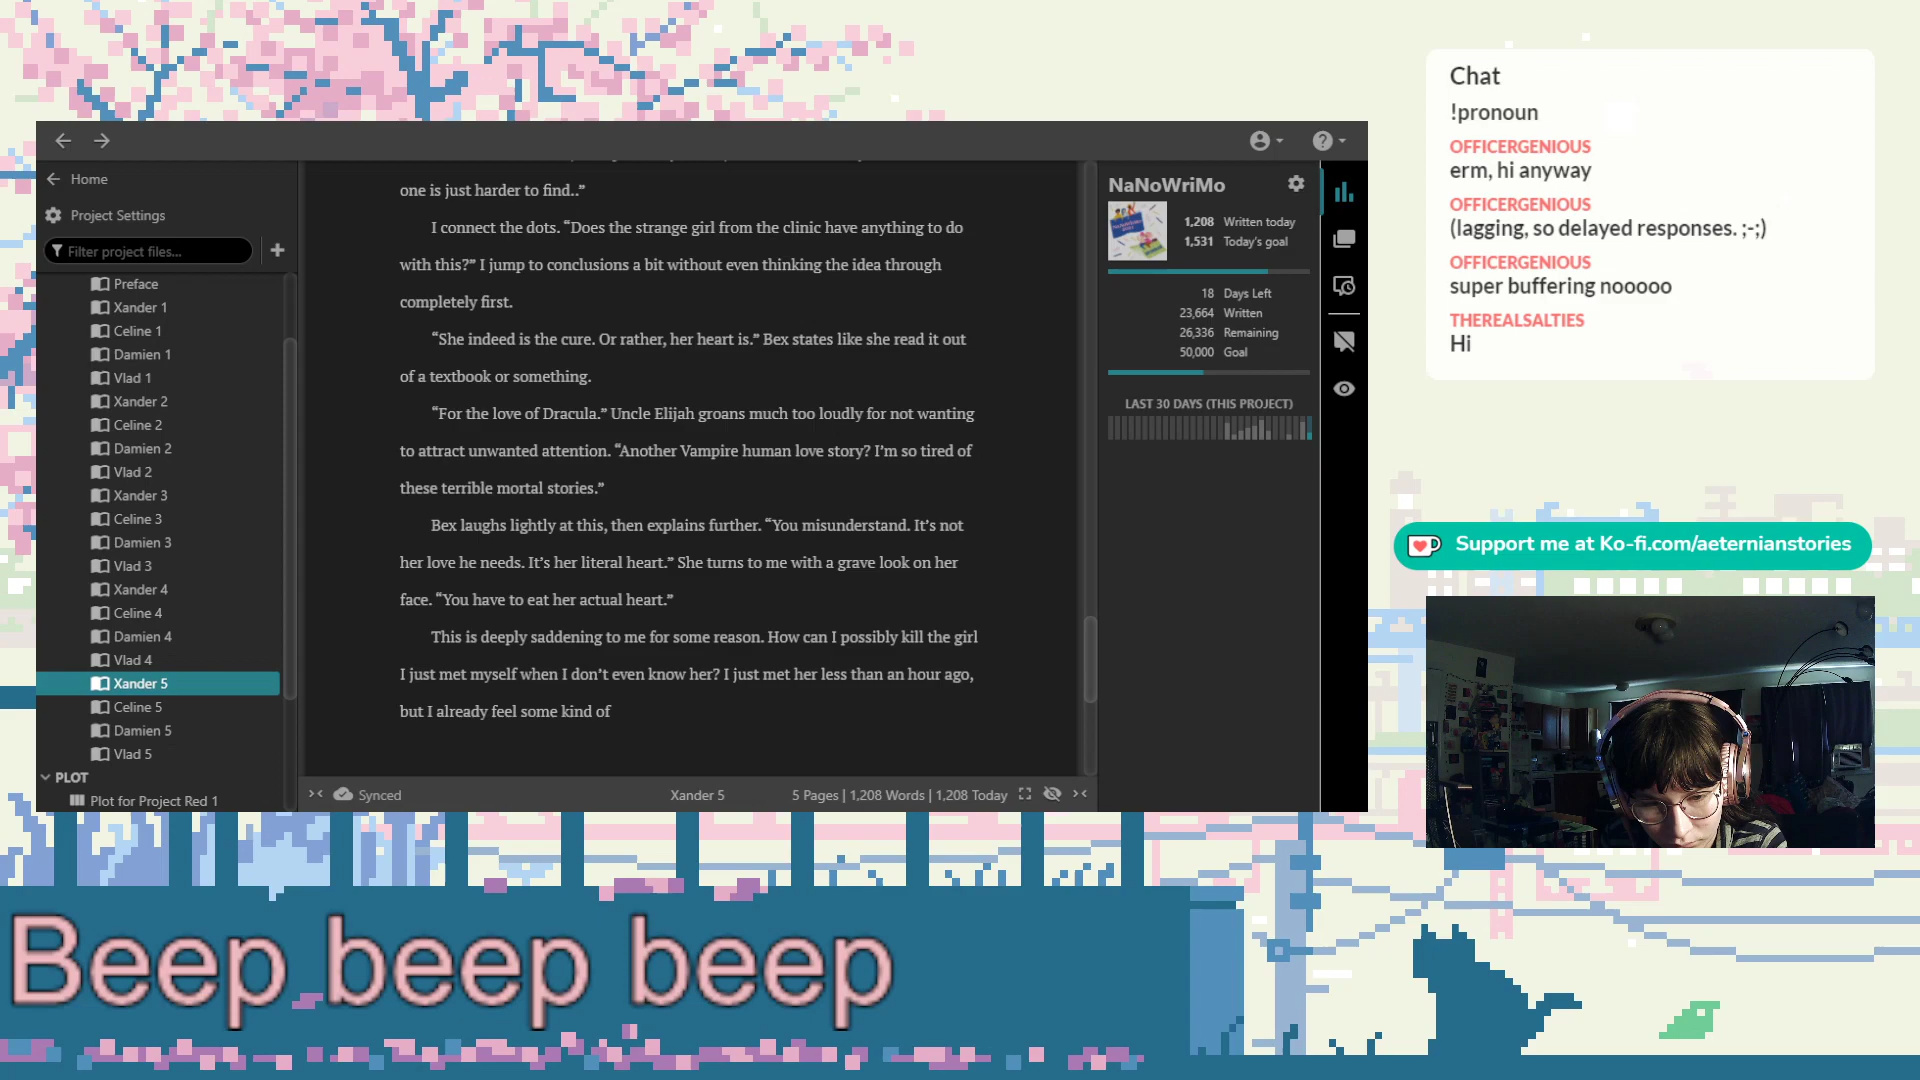 Home
Project Settings
Filter project files...
Preface
Xander 1
Celine 1
Damien 1
Vlad 1
Xander 2
Celine 2
Damien 2
Vlad 2
Xander 3
Celine 3
Damien 3
Vlad 3
Xander 4
Celine 4
Damien 4
Vlad 4
Xander 5
Celine 5
Damien 5
Vlad 5
PLOT
Plot for Project Red 1
one is just harder to find..”
I connect the dots. “Does the strange girl from the clinic have anything to do
with this?” I jump to conclusions a bit without even thinking the idea through
completely first.
“She indeed is the cure. Or rather, her heart is.” Bex states like she read it out
of a textbook or something.
“For the love of Dracula.” Uncle Elijah groans much too loudly for not wanting
to attract unwanted attention. “Another Vampire human love story? I’m so tired of
these terrible mortal stories.”
Bex laughs lightly at this, then explains further. “You misunderstand. It’s not
her love he needs. It’s her literal heart.” She turns to me with a grave look on her
face. “You have to eat her actual heart.”
This is deeply saddening to me for some reason. How can I possibly kill the girl
I just met myself when I don’t even know her? I just met her less than an hour ago,
but I already feel some kind of
Synced
Xander 5
5 Pages | 1,208 Words | 1,208 Today
NaNoWriMo
1,208 Written today
1,531 Today's goal
18 Days Left
23,664 Written
26,336 Remaining
50,000 Goal
LAST 30 DAYS (THIS PROJECT)
Chat
!pronoun
OFFICERGENIOUS
erm, hi anyway
OFFICERGENIOUS
(lagging, so delayed responses. ;-;)
OFFICERGENIOUS
super buffering nooooo
THEREALSALTIES
Hi
Support me at Ko-fi.com/aeternianstories
Beep beep beep